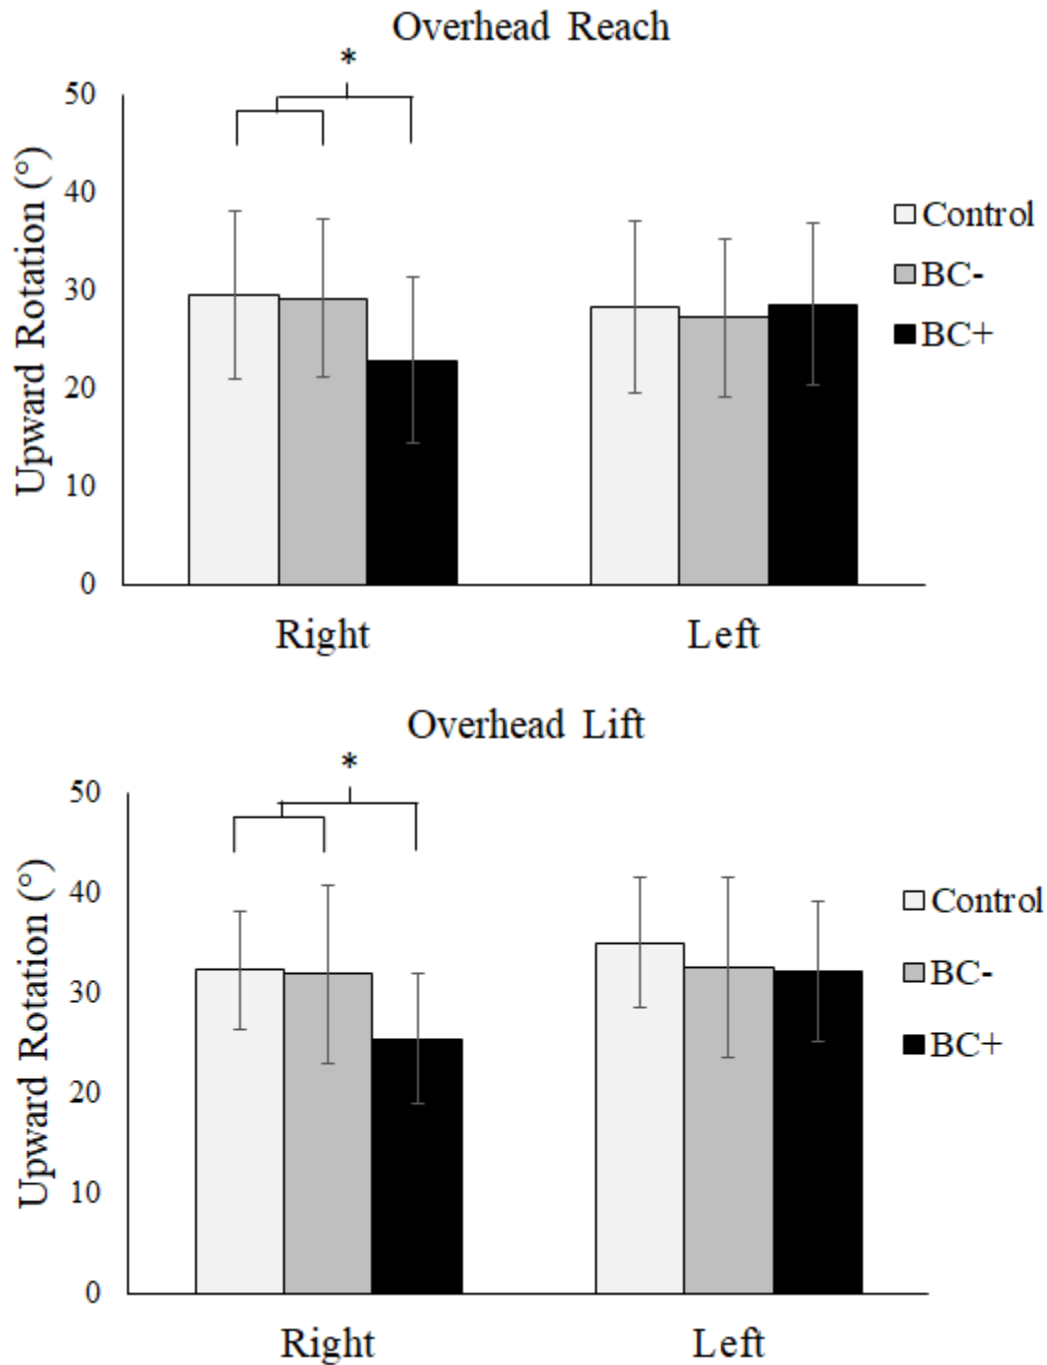 Overhead Reach
*
Upward Rotation (°)
50
40
30
20
10
0
Control
BC-
BC+
Right Left
Overhead Lift
*
Upward Rotation (°)
50
40
30
20
10
0
Control
BC-
BC+
Right Left